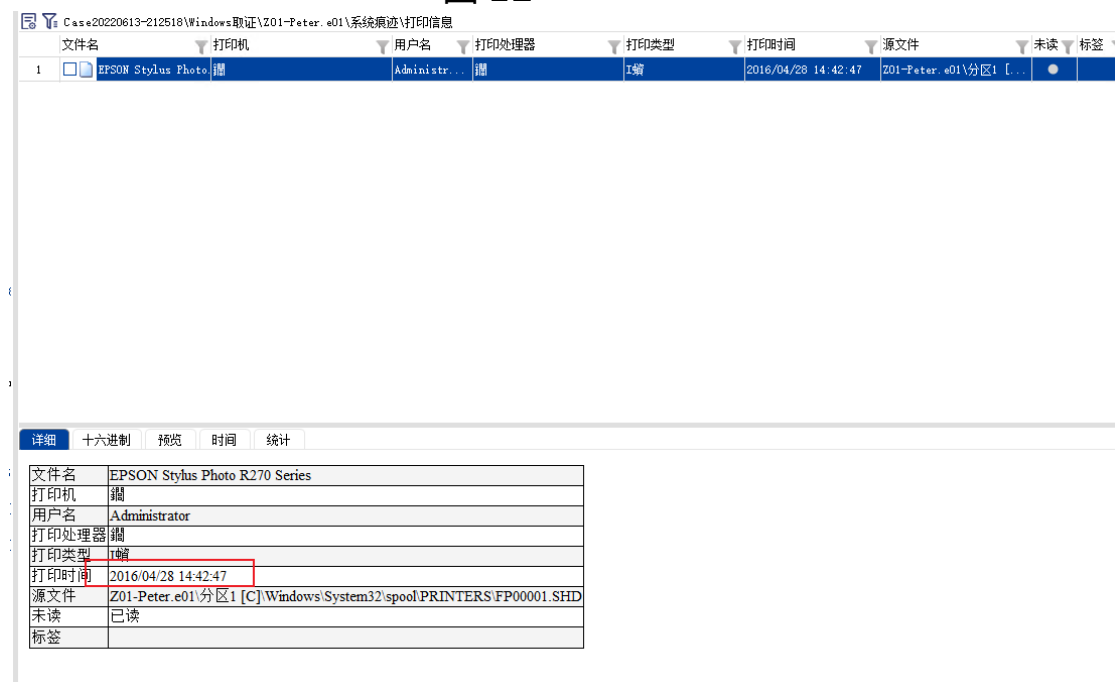 Case20220613-212518\Windows取证\Z01-Peter.e01\系统痕迹\打印信息
文件名 打印机 用户名 打印处理器 打印类型 打印时间 源文件 未读 标签
1 EPSON Stylus Photo. Administr... 2016/04/28 14:42:47 Z01-Peter.e01\分区1 [...
详细 十六进制 预览 时间 统计
文件名 EPSON Stylus Photo R270 Series
打印机
用户名 Administrator
打印处理器
打印类型
打印时间 2016/04/28 14:42:47
源文件 Z01-Peter.e01\分区1 [C]\Windows\System32\spool\PRINTERS\FP00001.SHD
未读 已读
标签